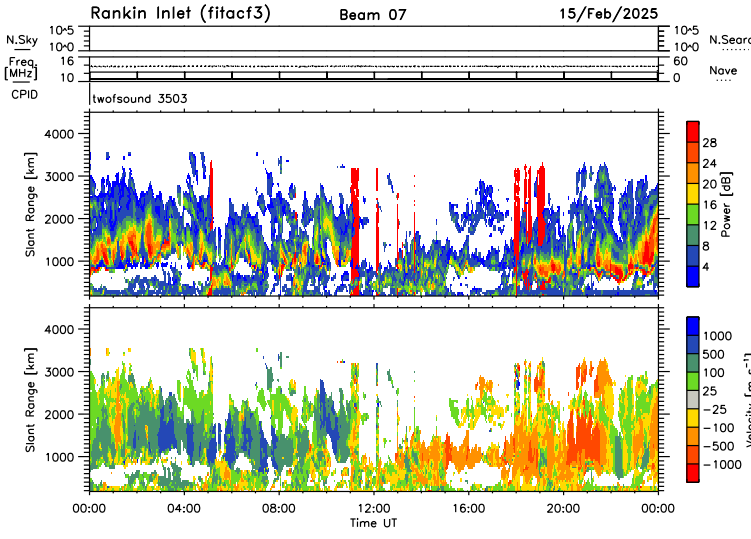 Rankin Inlet (fitacf3) Beam 07 15/Feb/2025
N.Sky 10^5 10^0 10^5 10^0 N.Sear
Freq. [MHz] 16 10 60 0 Nave
CPID twofsound 3503
Slant Range [km] 4000 3000 2000 1000
28 24 20 16 12 8 4 Power [dB]
Slant Range [km] 4000 3000 2000 1000
1000 500 100 25 -25 -100 -500 -1000 Velocity [m s^-1]
00:00 04:00 08:00 12:00 16:00 20:00 00:00
Time UT